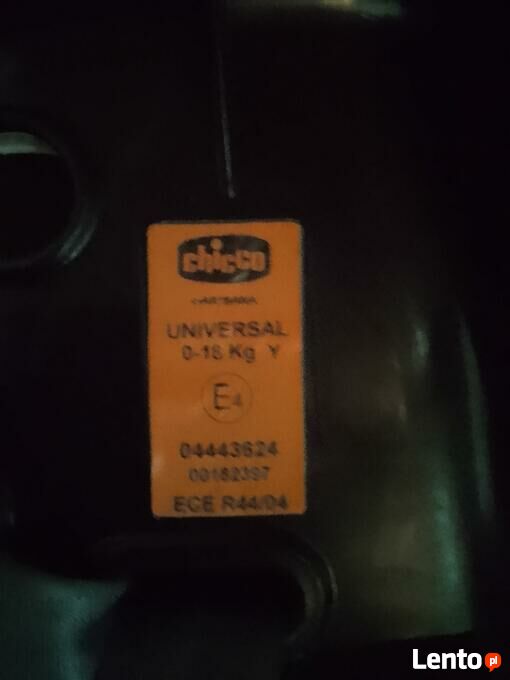 chicco
UNIVERSAL
0-18 Kg Y
E4
04443624
00182397
ECE R44/04
Lento.pl